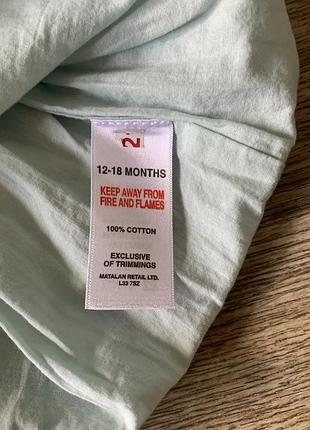 2
12-18 MONTHS
KEEP AWAY FROM
FIRE AND FLAMES
100% COTTON
EXCLUSIVE
OF TRIMMINGS
MATALAN RETAIL LTD.
L33 7SZ